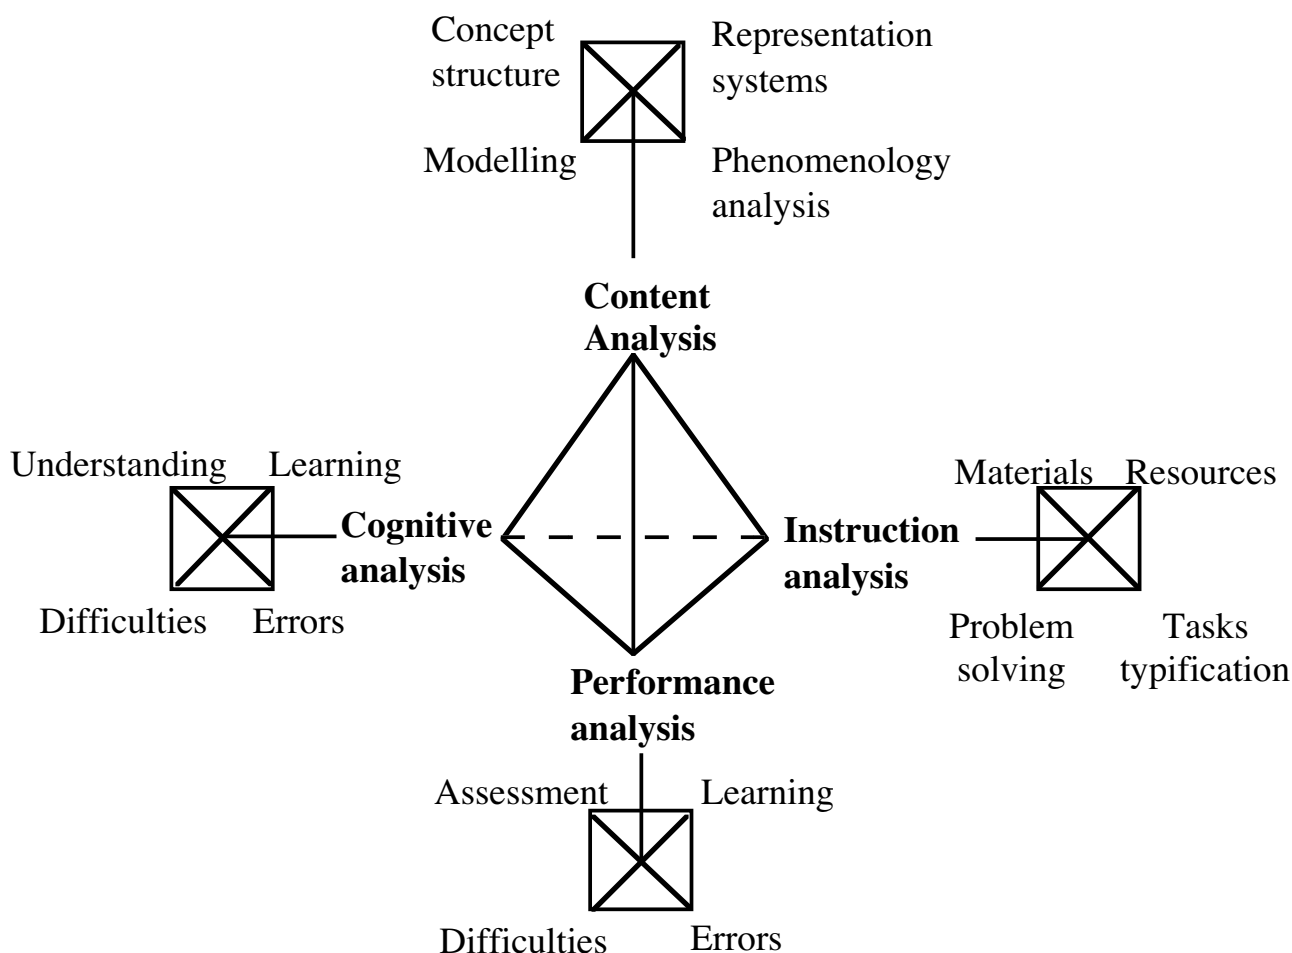 Concept
structure
Representation
systems
Modelling
Phenomenology
analysis
Content
Analysis
Understanding
Learning
Cognitive
analysis
Difficulties
Errors
Materials
Resources
Instruction
analysis
Problem
solving
Tasks
typification
Performance
analysis
Assessment
Learning
Difficulties
Errors